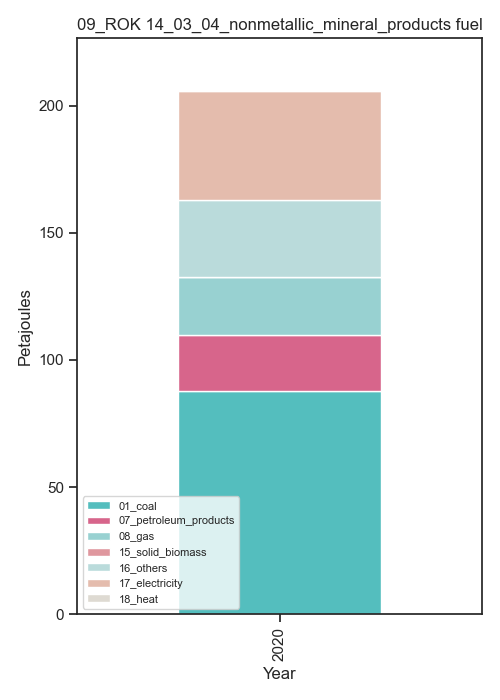 09_ROK 14_03_04_nonmetallic_mineral_products fuel
200
150
100
50
0
Petajoules
01_coal
07_petroleum_products
08_gas
15_solid_biomass
16_others
17_electricity
18_heat
2020
Year